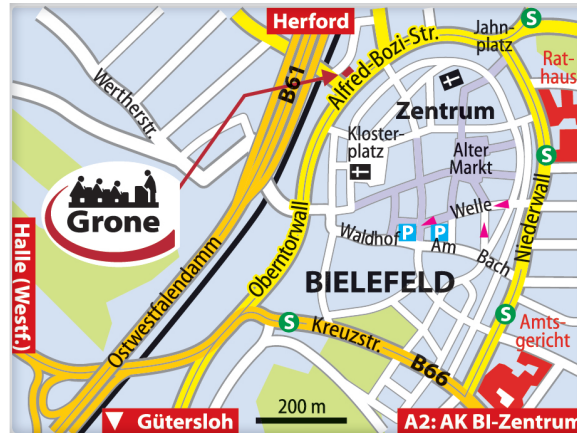 Herford
Jahn-
platz
S
Alfred-Bozi-Str.
Rat-
haus
B61
Wertherstr.
Zentrum
Kloster-
platz
Alter
Markt
S
Grone
Welle
Waldhof
P
P
Am
Bach
Niederwall
Oberntorwall
Halle (Westf.)
BIELEFELD
Ostwestfalendamm
S
Kreuzstr.
S
Amts-
gericht
B66
Gütersloh
200 m
A2: AK BI-Zentrum